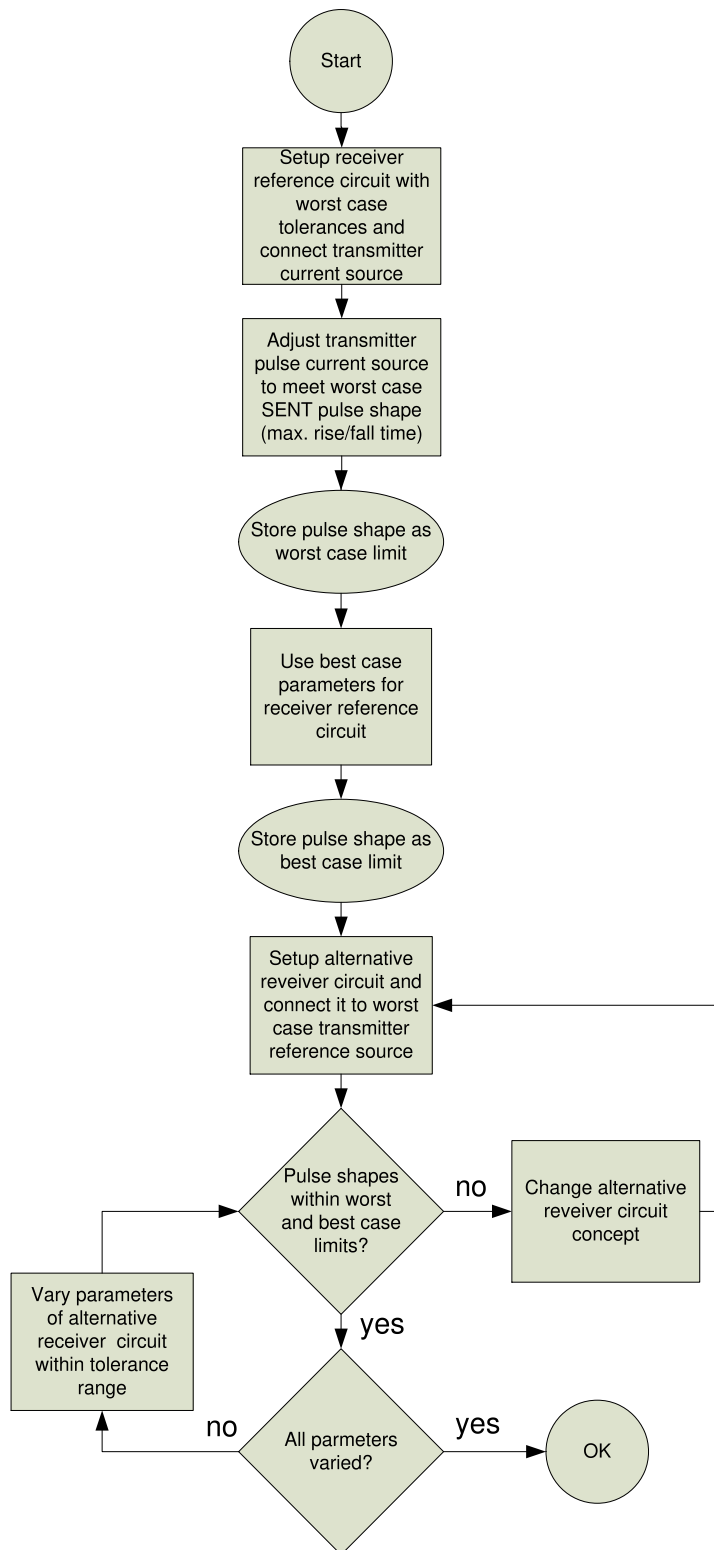 Start
Setup receiver
reference circuit with
worst case
tolerances and
connect transmitter
current source
Adjust transmitter
pulse current source
to meet worst case
SENT pulse shape
(max. rise/fall time)
Store pulse shape as
worst case limit
Use best case
parameters for
receiver reference
circuit
Store pulse shape as
best case limit
Setup alternative
reveiver circuit and
connect it to worst
case transmitter
reference source
Pulse shapes
within worst
and best case
limits?
no
Change alternative
reveiver circuit
concept
Vary parameters
of alternative
receiver circuit
within tolerance
range
yes
no
All parmeters
varied?
yes
OK